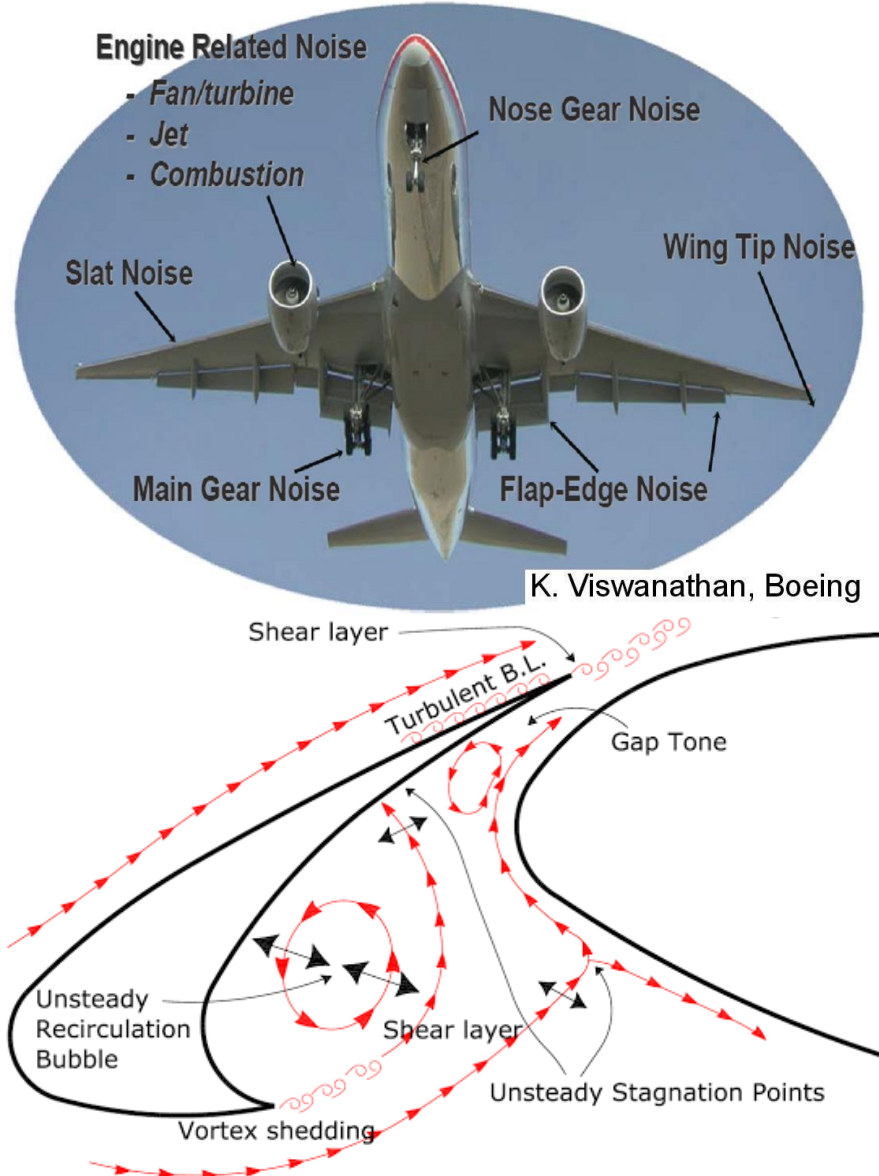 Engine Related Noise
- Fan/turbine
- Jet
- Combustion
Nose Gear Noise
Wing Tip Noise
Slat Noise
Main Gear Noise
Flap-Edge Noise
K. Viswanathan, Boeing
Shear layer
Turbulent B.L.
Gap Tone
Unsteady
Recirculation
Bubble
Shear layer
Unsteady Stagnation Points
Vortex shedding